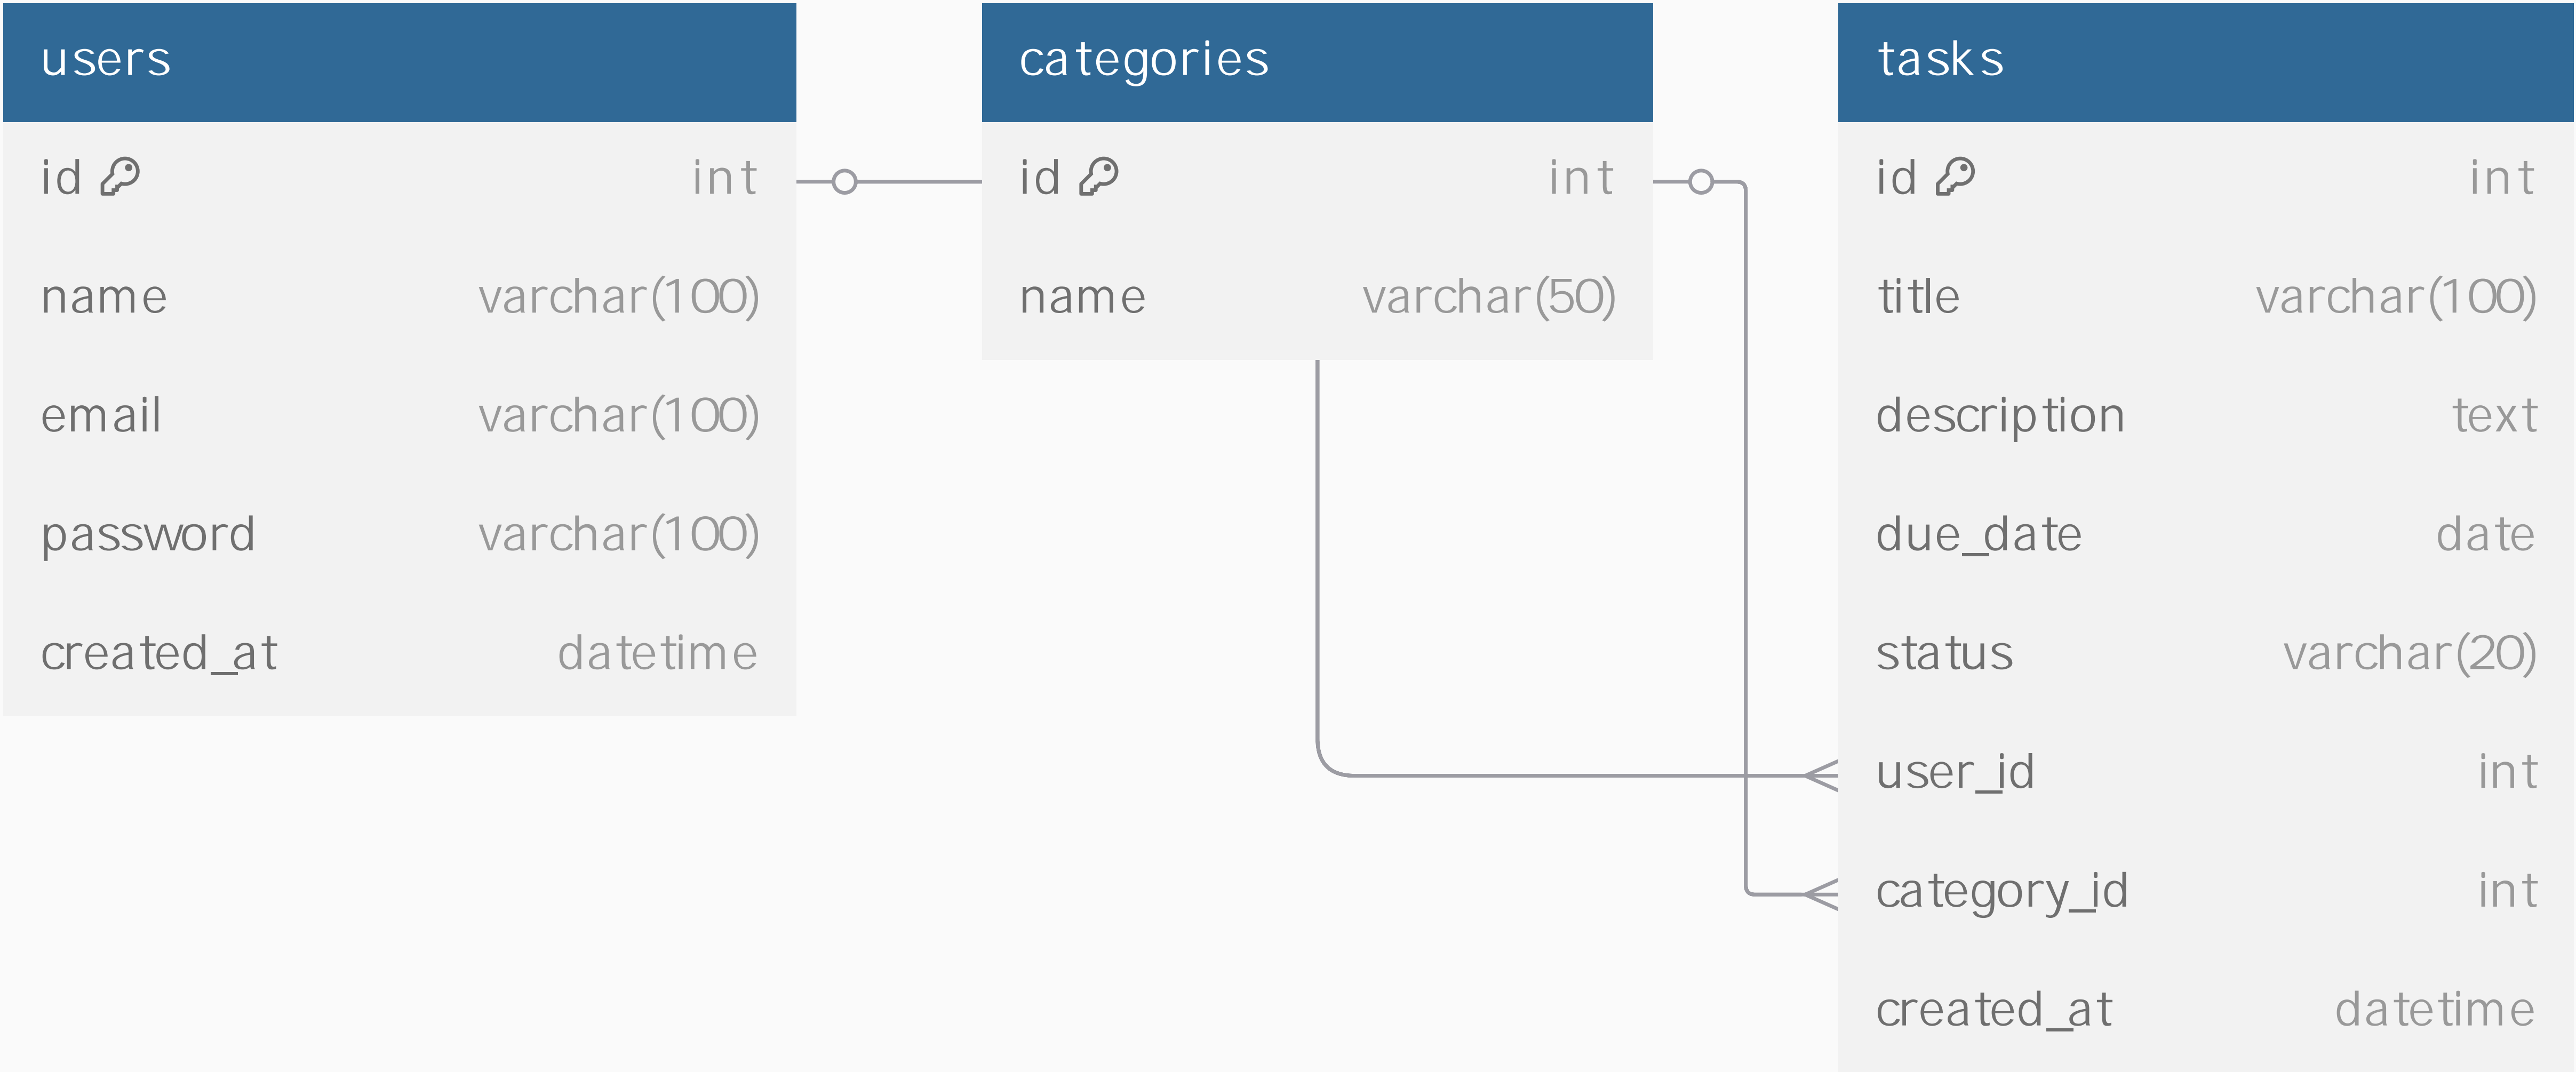 users
id int
name varchar(100)
email varchar(100)
password varchar(100)
created_at datetime
categories
id int
name varchar(50)
tasks
id int
title varchar(100)
description text
due_date date
status varchar(20)
user_id int
category_id int
created_at datetime